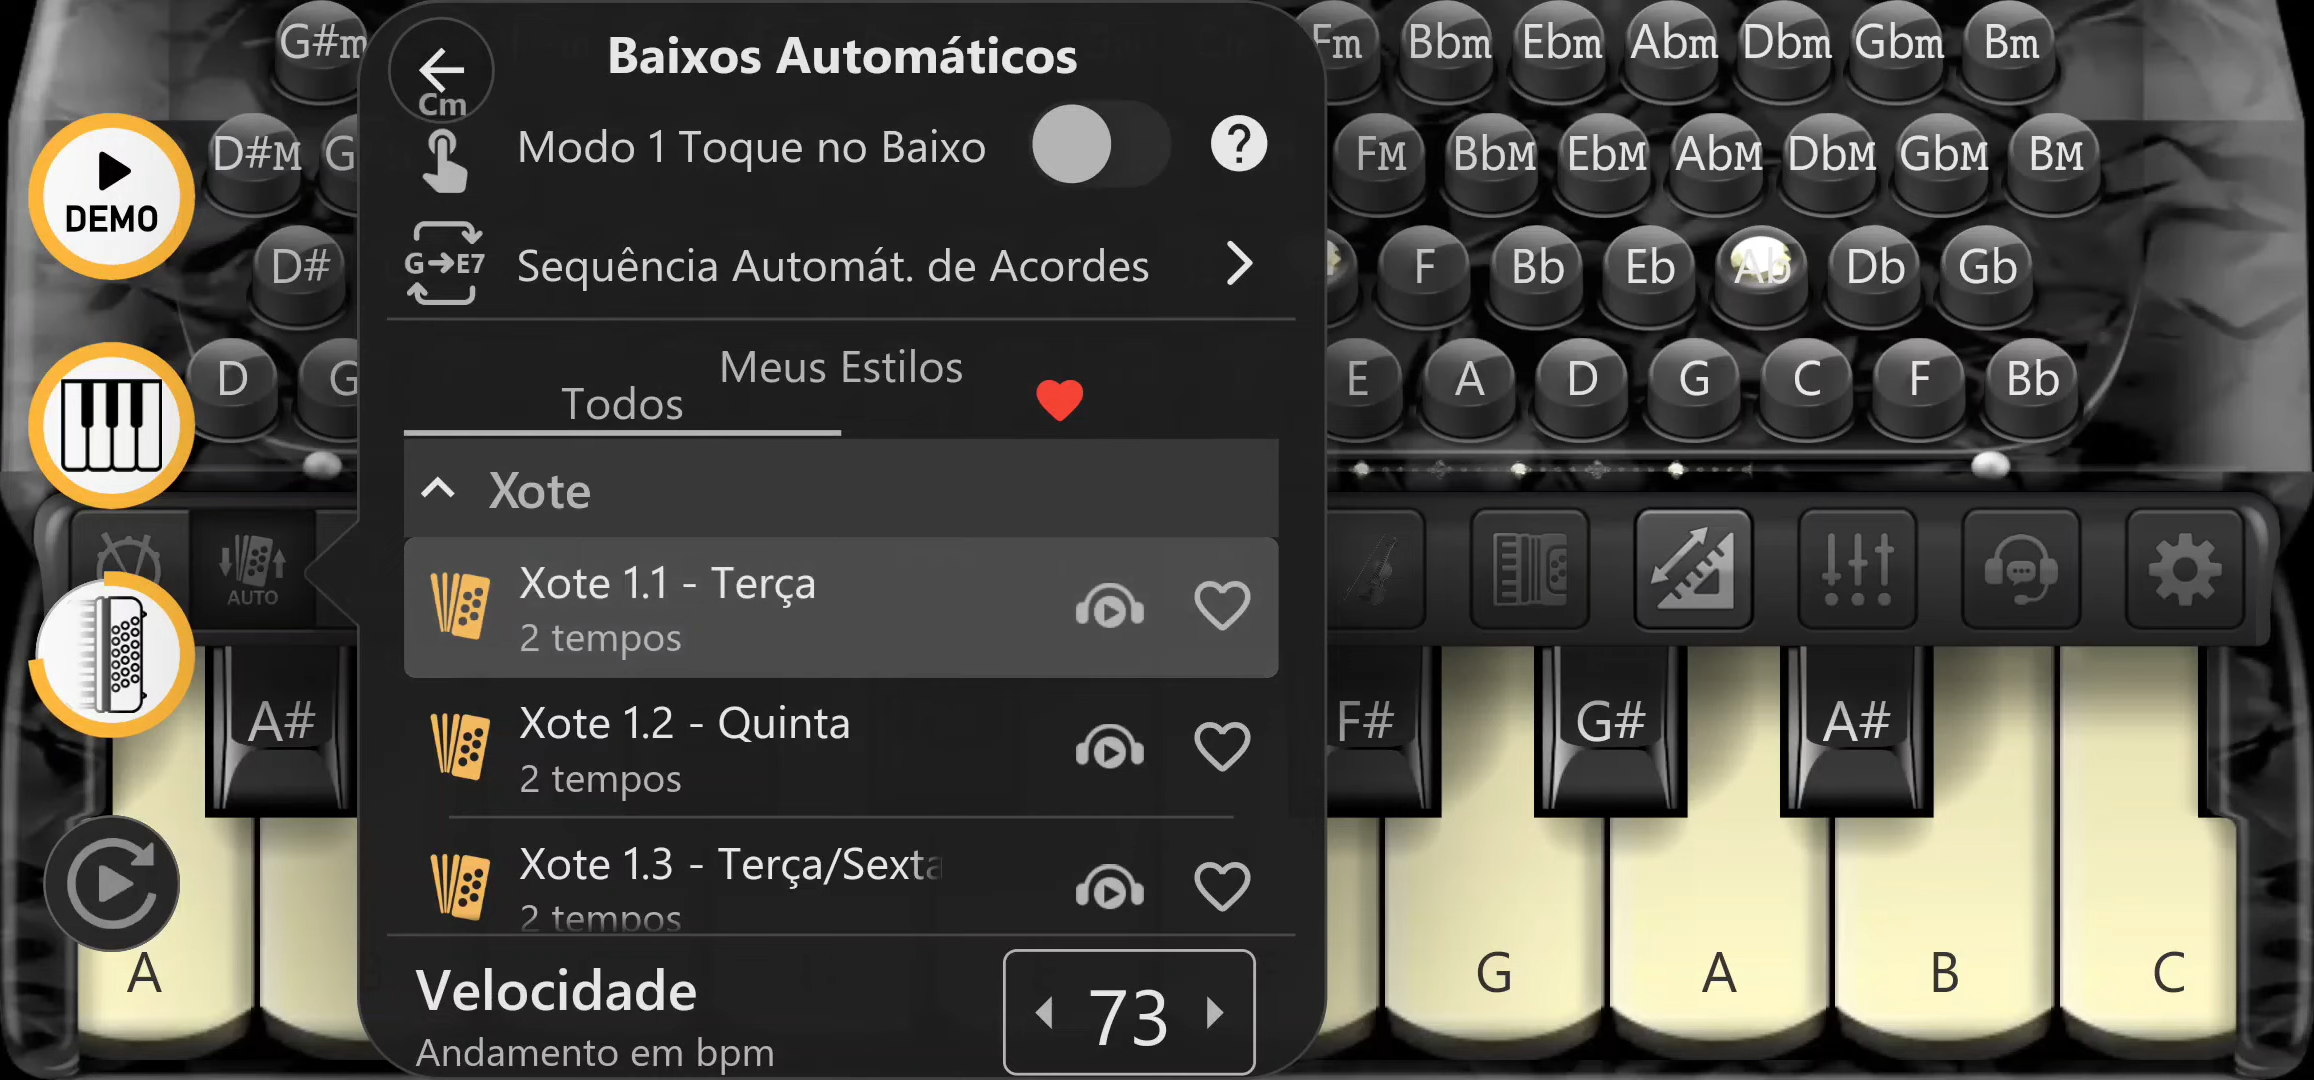 G#m
Baixos Automáticos
Fm Bbm Ebm Abm Dbm Gbm Bm
Cm
Modo 1 Toque no Baixo
?
DEMO
D#M G
FM BbM EbM AbM DbM GbM BM
D#
G→E7
Sequência Automát. de Acordes
F Bb Eb Ab Db Gb
Todos
Meus Estilos
D G
E A D G C F Bb
Xote
AUTO
Xote 1.1 - Terça
2 tempos
Xote 1.2 - Quinta
2 tempos
Xote 1.3 - Terça/Sexta
2 tempos
A#
F# G# A#
Velocidade
73
Andamento em bpm
A
G A B C